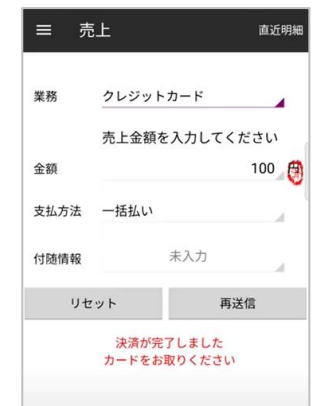 売上
直近明細
業務 クレジットカード
売上金額を入力してください
金額 100 円
支払方法 一括払い
付随情報 未入力
リセット 再送信
決済が完了しました
カードをお取りください